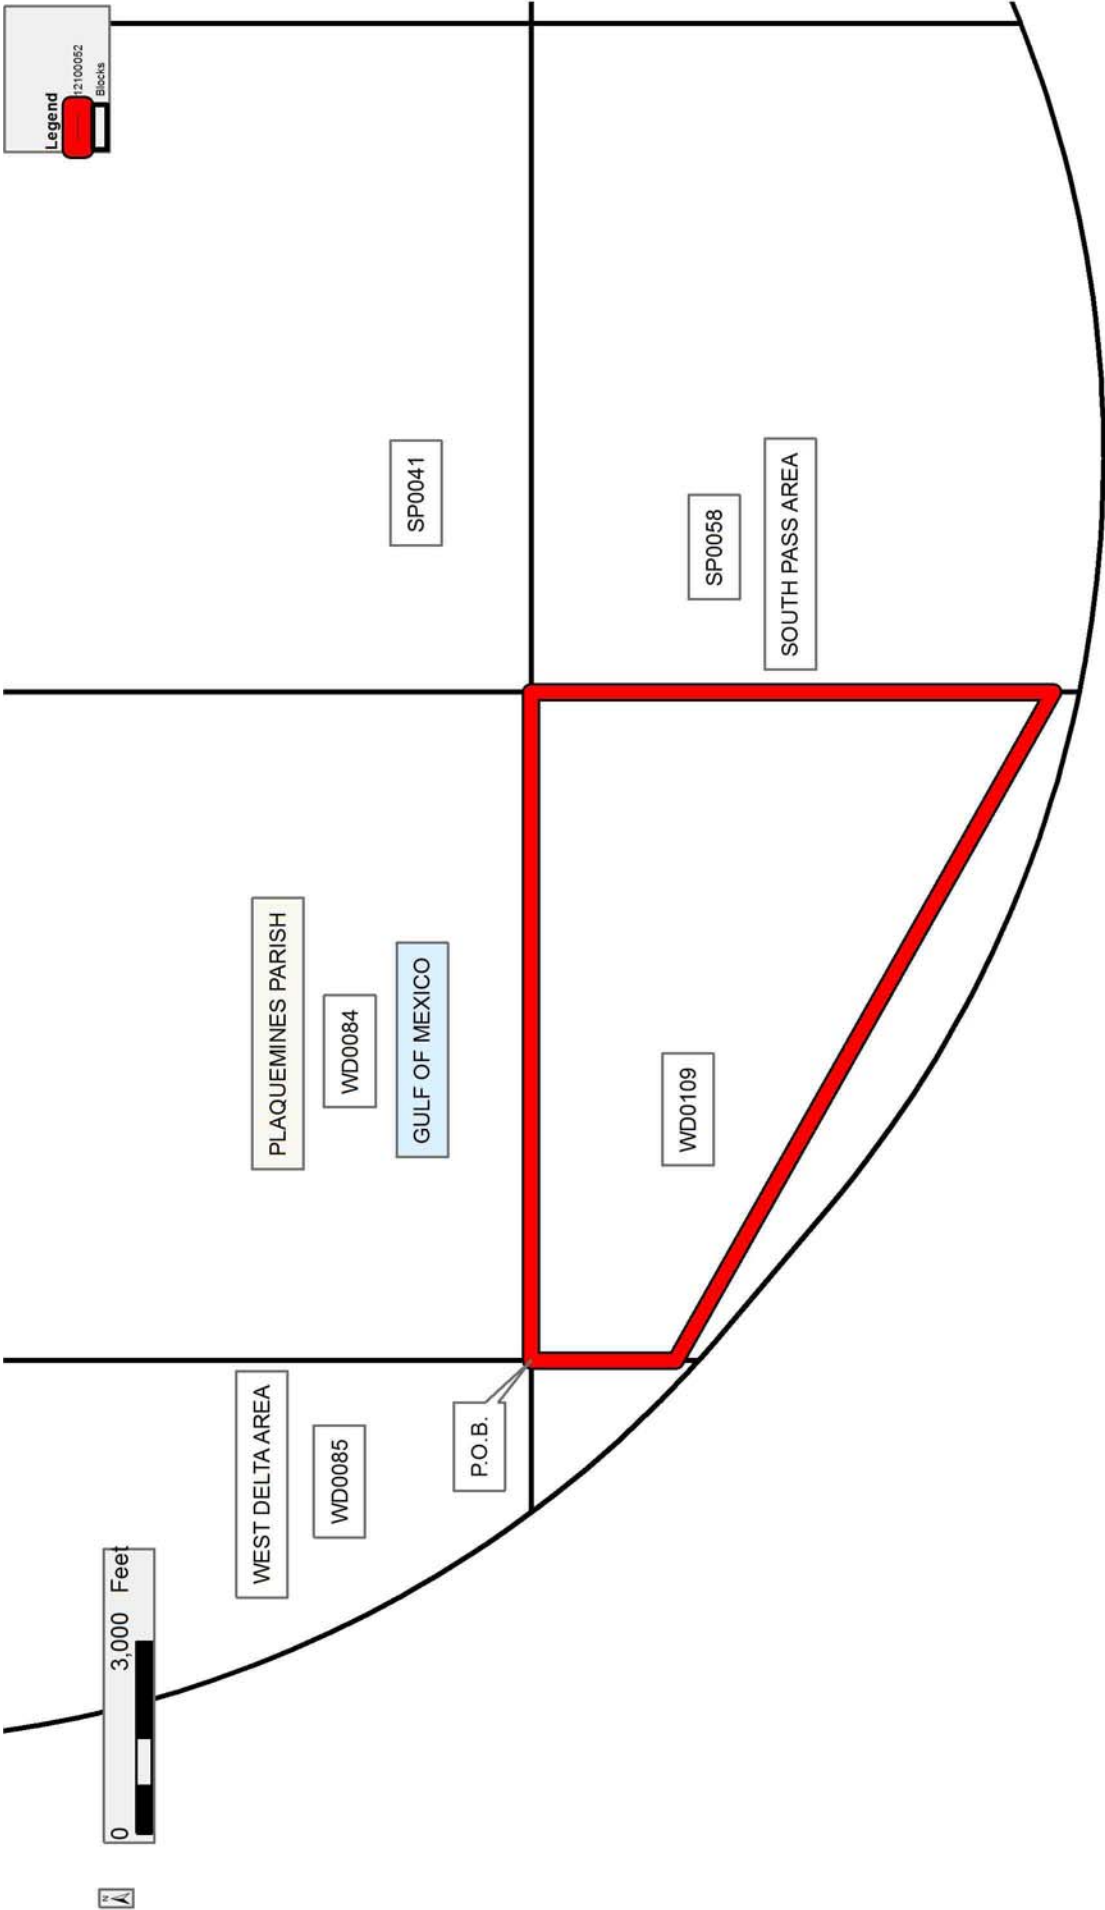 Legend
12100052
Blocks
SP0041
SP0058
SOUTH PASS AREA
PLAQUEMINES PARISH
WD0084
GULF OF MEXICO
WD0109
WEST DELTA AREA
WD0085
P.O.B.
0 3,000 Feet
N